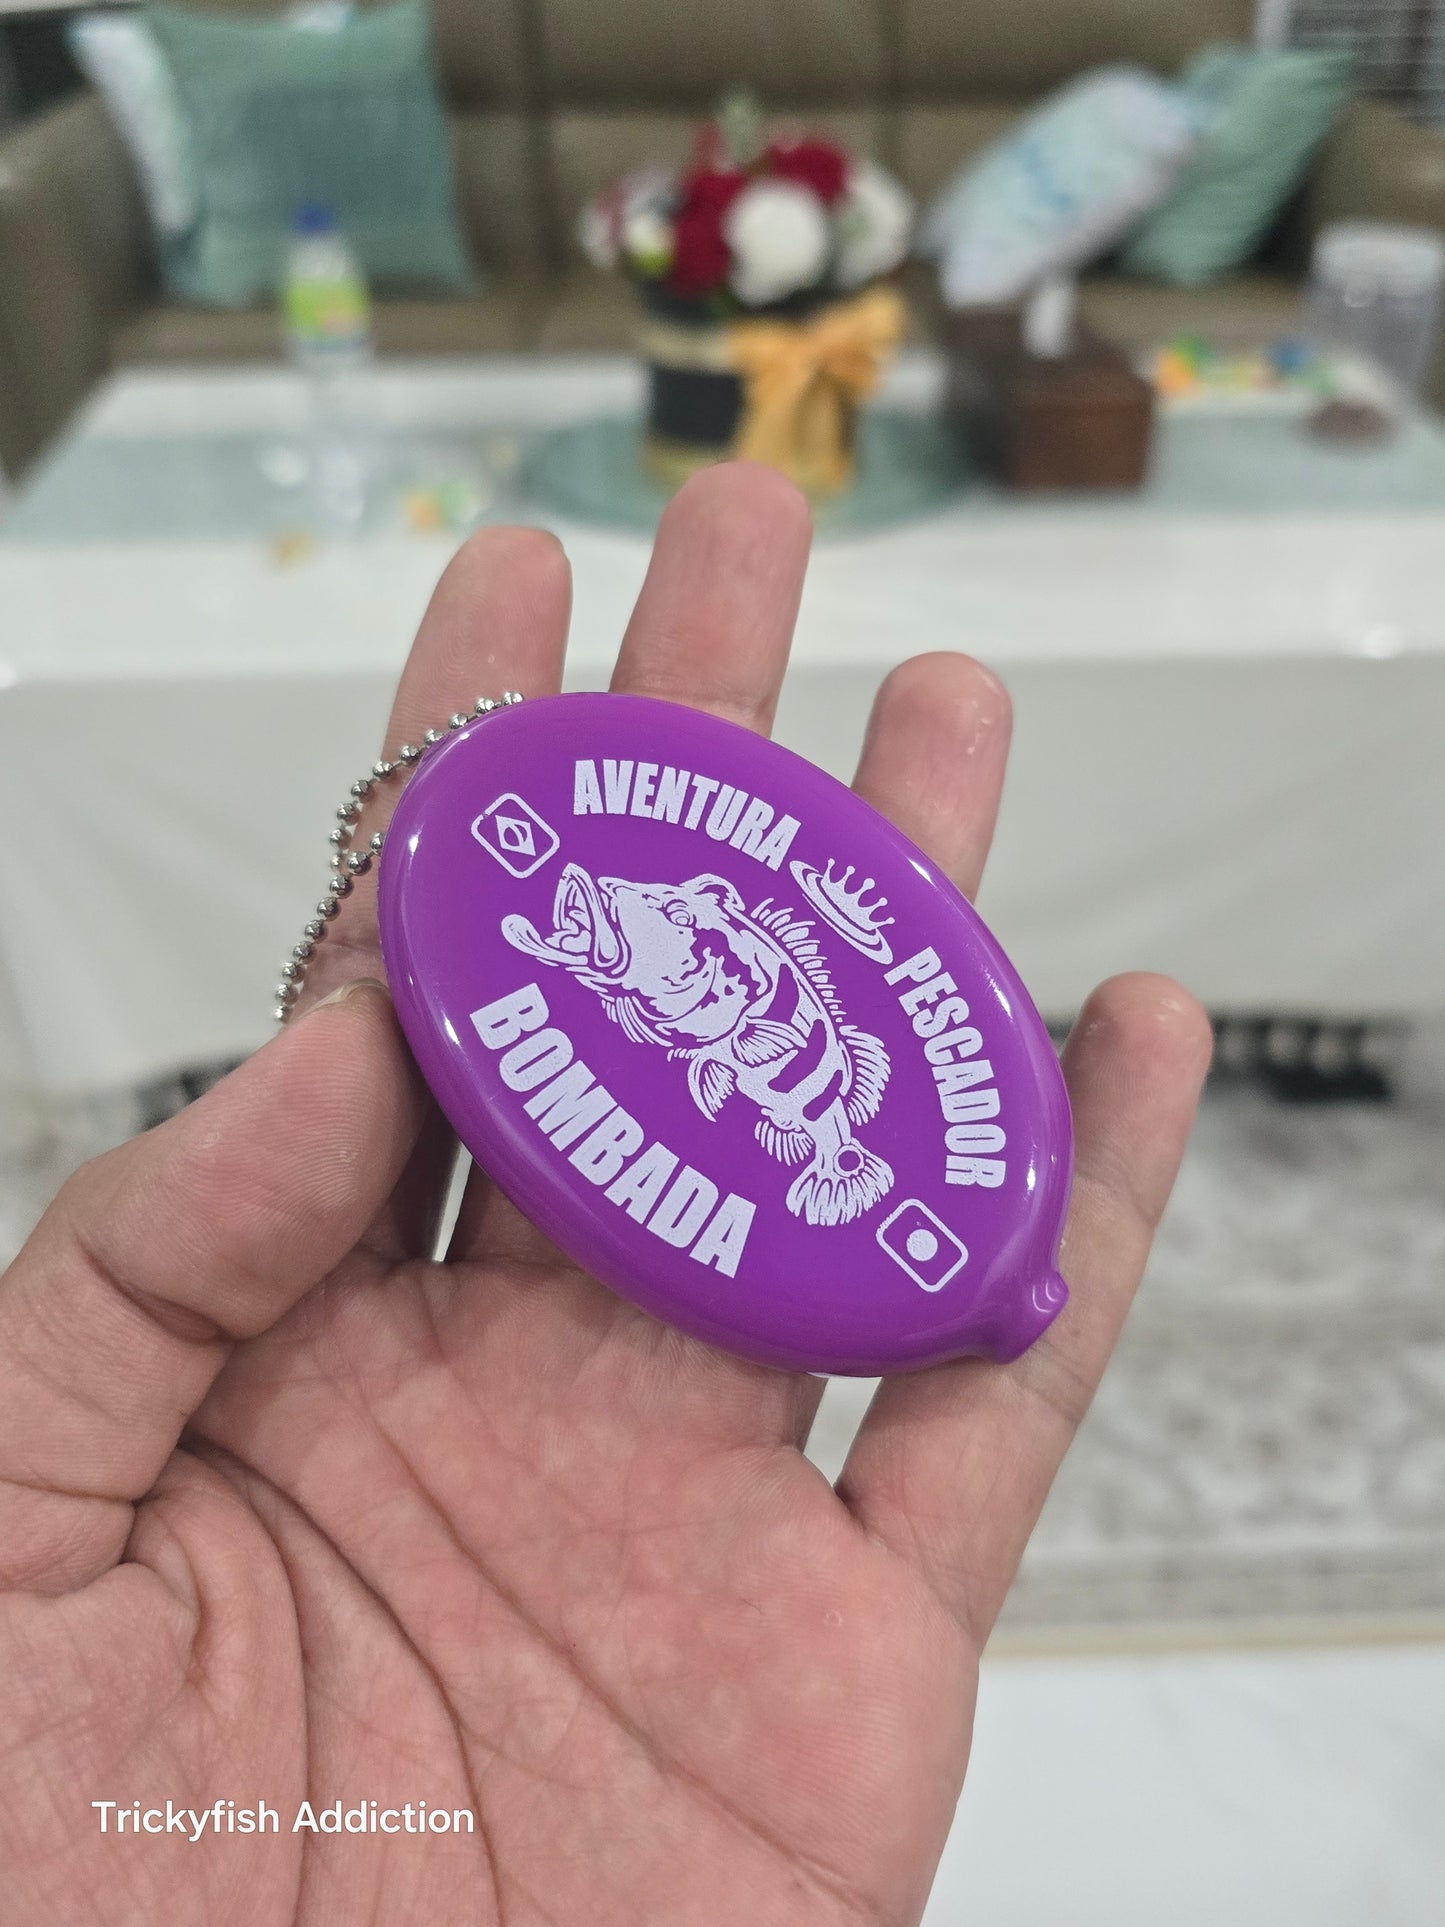 AVENTURA
PESCADOR
BOMBADA
Trickyfish Addiction